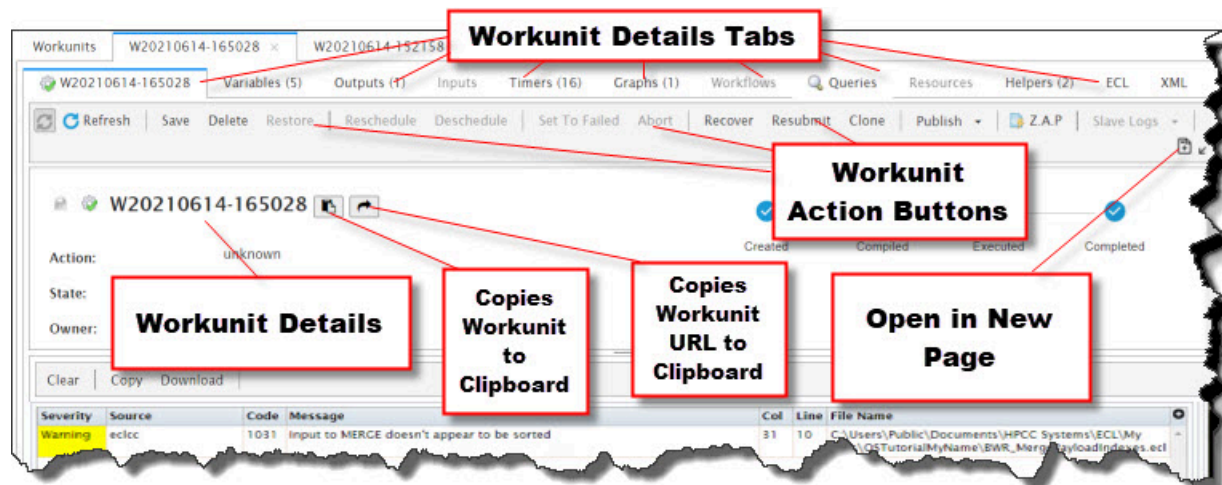 Workunit Details Tabs
Workunits W20210614-165028 × W20210614-152158
W20210614-165028 Variables (5) Outputs (1) Inputs Timers (16) Graphs (1) Workflows Queries Resources Helpers (2) ECL XML
Refresh Save Delete Restore Reschedule Deschedule Set To Failed Abort Recover Resubmit Clone Publish Z.A.P Slave Logs
Workunit
Action Buttons
W20210614-165028
Created Compiled Executed Completed
Action: unknown
State:
Owner:
Workunit Details
Copies
Workunit
to
Clipboard
Copies
Workunit
URL to
Clipboard
Open in New
Page
Clear Copy Download
Severity Source Code Message Col Line File Name
Warning eclcc 1031 Input to MERGE doesn't appear to be sorted 31 10 C:\Users\Public\Documents\HPCC Systems\ECL\My
\QSTutorialMyName\BWR_MergePayloadIndexes.ecl